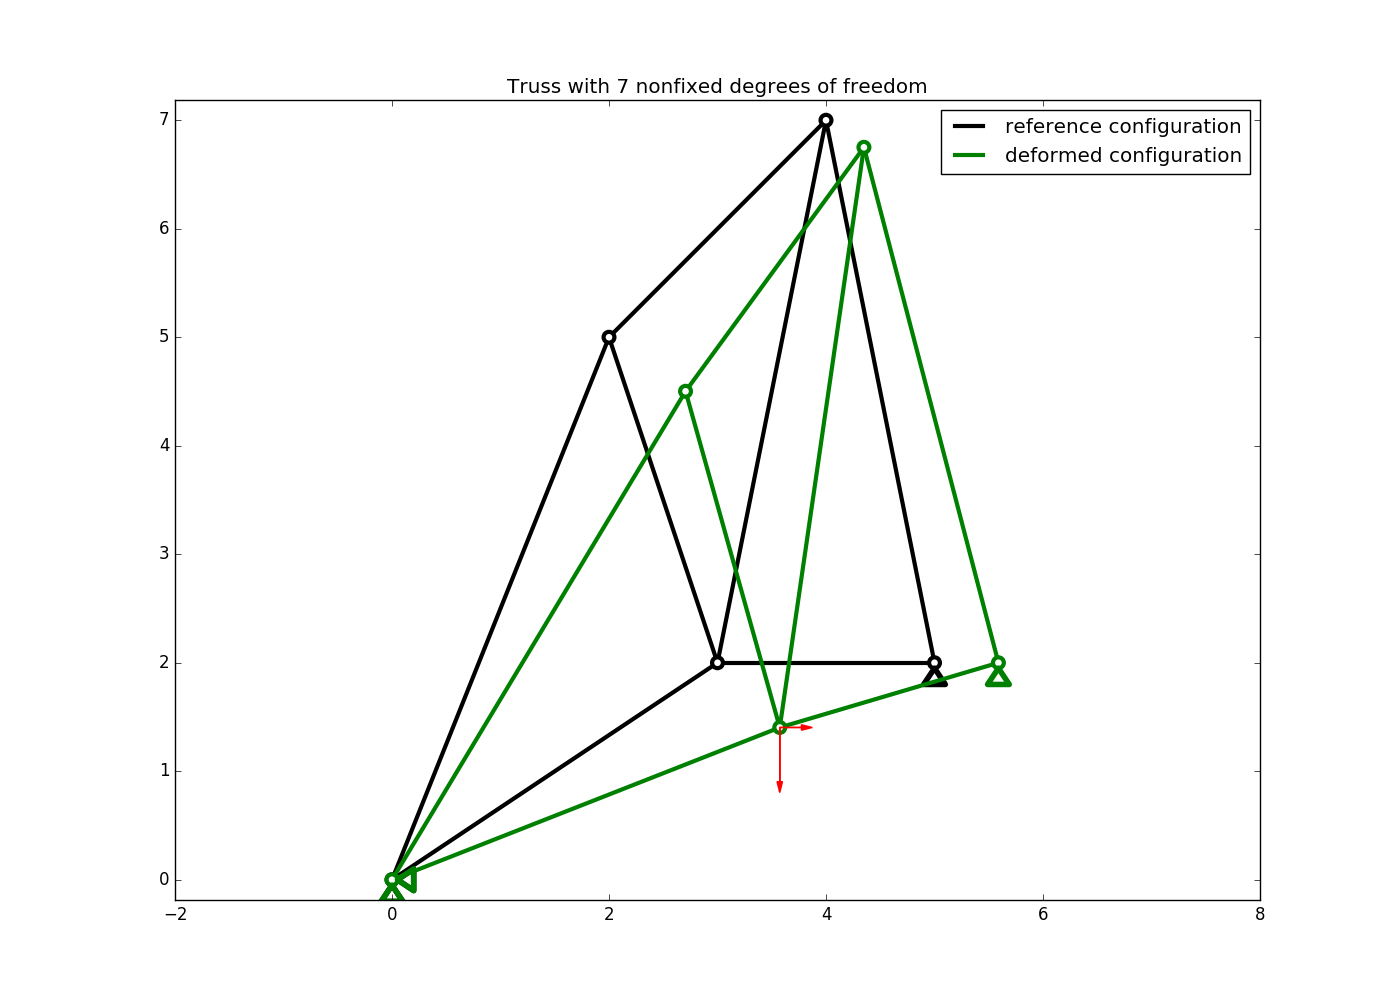 Truss with 7 nonfixed degrees of freedom
reference configuration
deformed configuration
7
6
5
4
3
2
1
0
−2 0 2 4 6 8